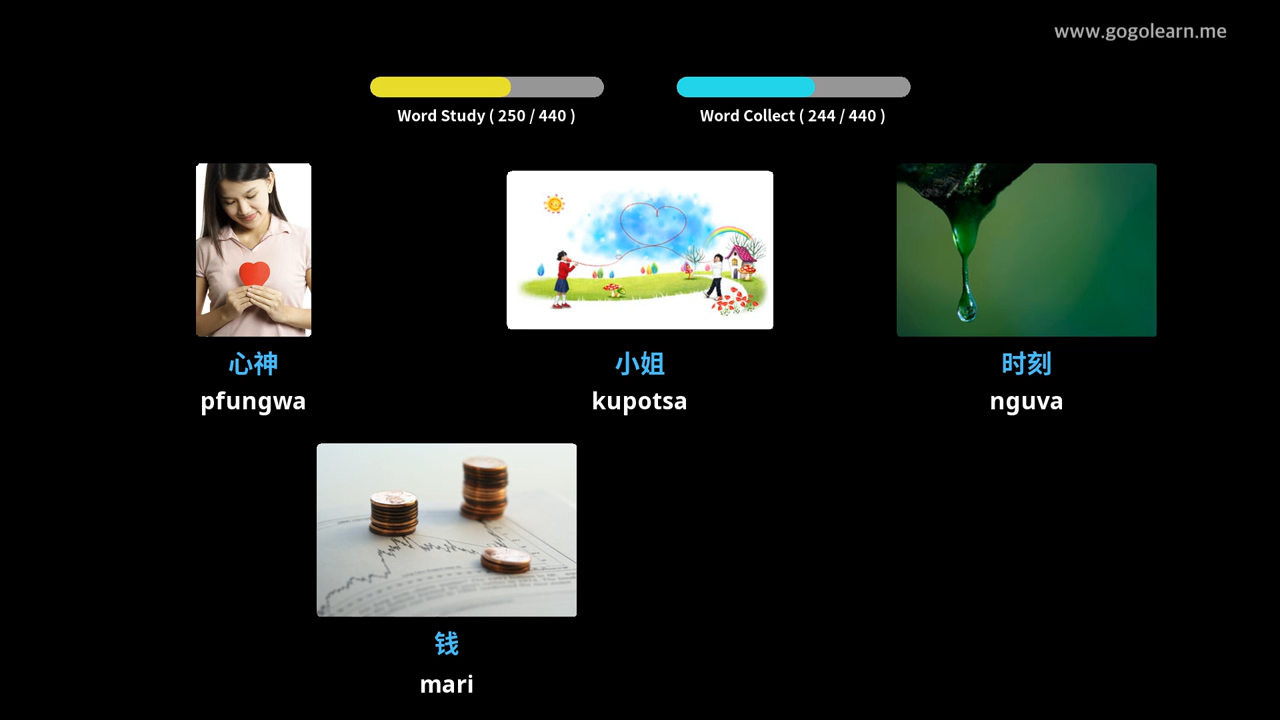 www.gogolearn.me
Word Study ( 250 / 440 )
Word Collect ( 244 / 440 )
心神
pfungwa
小姐
kupotsa
时刻
nguva
钱
mari